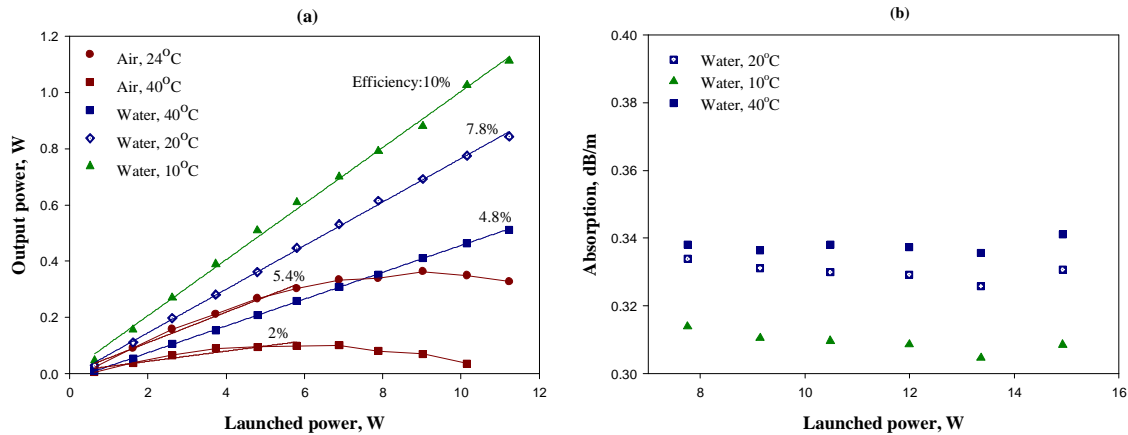 (a)
Output power, W
1.2
1.0
0.8
0.6
0.4
0.2
0.0
0
2
4
6
8
10
12
Launched power, W
Air, 24°C
Air, 40°C
Water, 40°C
Water, 20°C
Water, 10°C
Efficiency:10%
7.8%
4.8%
5.4%
2%
(b)
Absorption, dB/m
0.40
0.38
0.36
0.34
0.32
0.30
8
10
12
14
16
Launched power, W
Water, 20°C
Water, 10°C
Water, 40°C